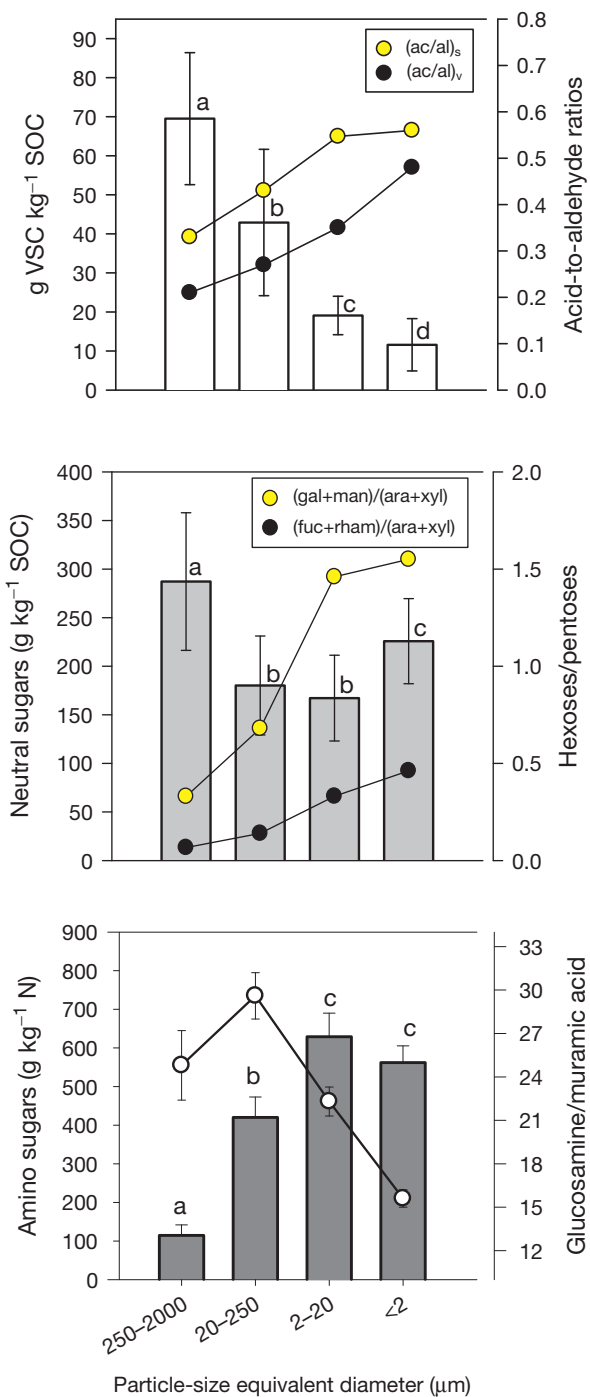 90
80
70
60
50
40
30
20
10
0
g VSC kg⁻¹ SOC
a
b
c
d
(ac/al)s
(ac/al)v
0.8
0.7
0.6
0.5
0.4
0.3
0.2
0.1
0.0
Acid-to-aldehyde ratios
400
350
300
250
200
150
100
50
0
Neutral sugars (g kg⁻¹ SOC)
a
b
b
c
(gal+man)/(ara+xyl)
(fuc+rham)/(ara+xyl)
2.0
1.5
1.0
0.5
0.0
Hexoses/pentoses
900
800
700
600
500
400
300
200
100
0
Amino sugars (g kg⁻¹ N)
a
b
c
c
33
30
27
24
21
18
15
12
Glucosamine/muramic acid
250–2000
20–250
2–20
<2
Particle-size equivalent diameter (μm)